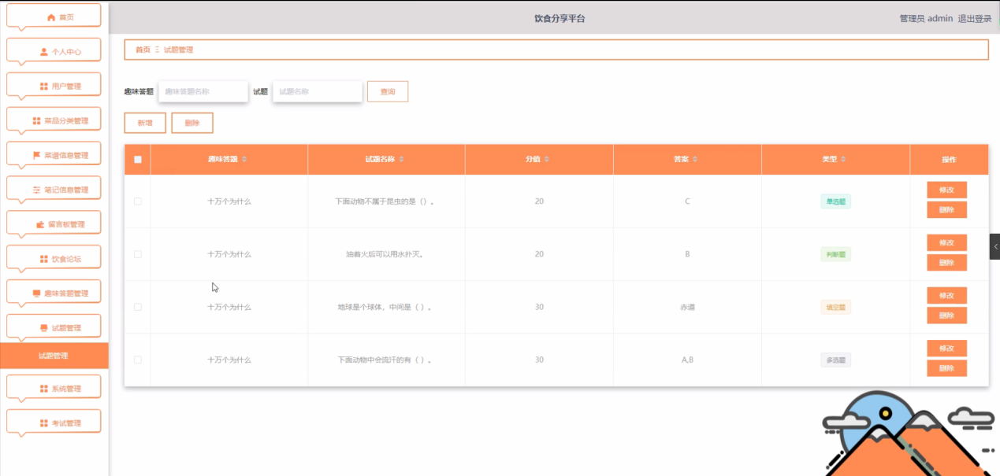 饮食分享平台
管理员 admin 退出登录
首页
个人中心
用户管理
菜品分类管理
菜谱信息管理
笔记信息管理
留言板管理
饮食论坛
趣味答题管理
试题管理
试题管理
系统管理
考试管理
首页 Ξ 试题管理
趣味答题 趣味答题名称 试题 试题名称 查询
新增 删除
趣味答题 试题名称 分值 答案 类型 操作
十万个为什么 下面动物不属于昆虫的是（）。 20 C 单选题 修改 删除
十万个为什么 油着火后可以用水扑灭。 20 B 判断题 修改 删除
十万个为什么 地球是个球体，中间是（ ）。 30 赤道 填空题 修改 删除
十万个为什么 下面动物中会流汗的有（ ）。 30 A,B 多选题 修改 删除